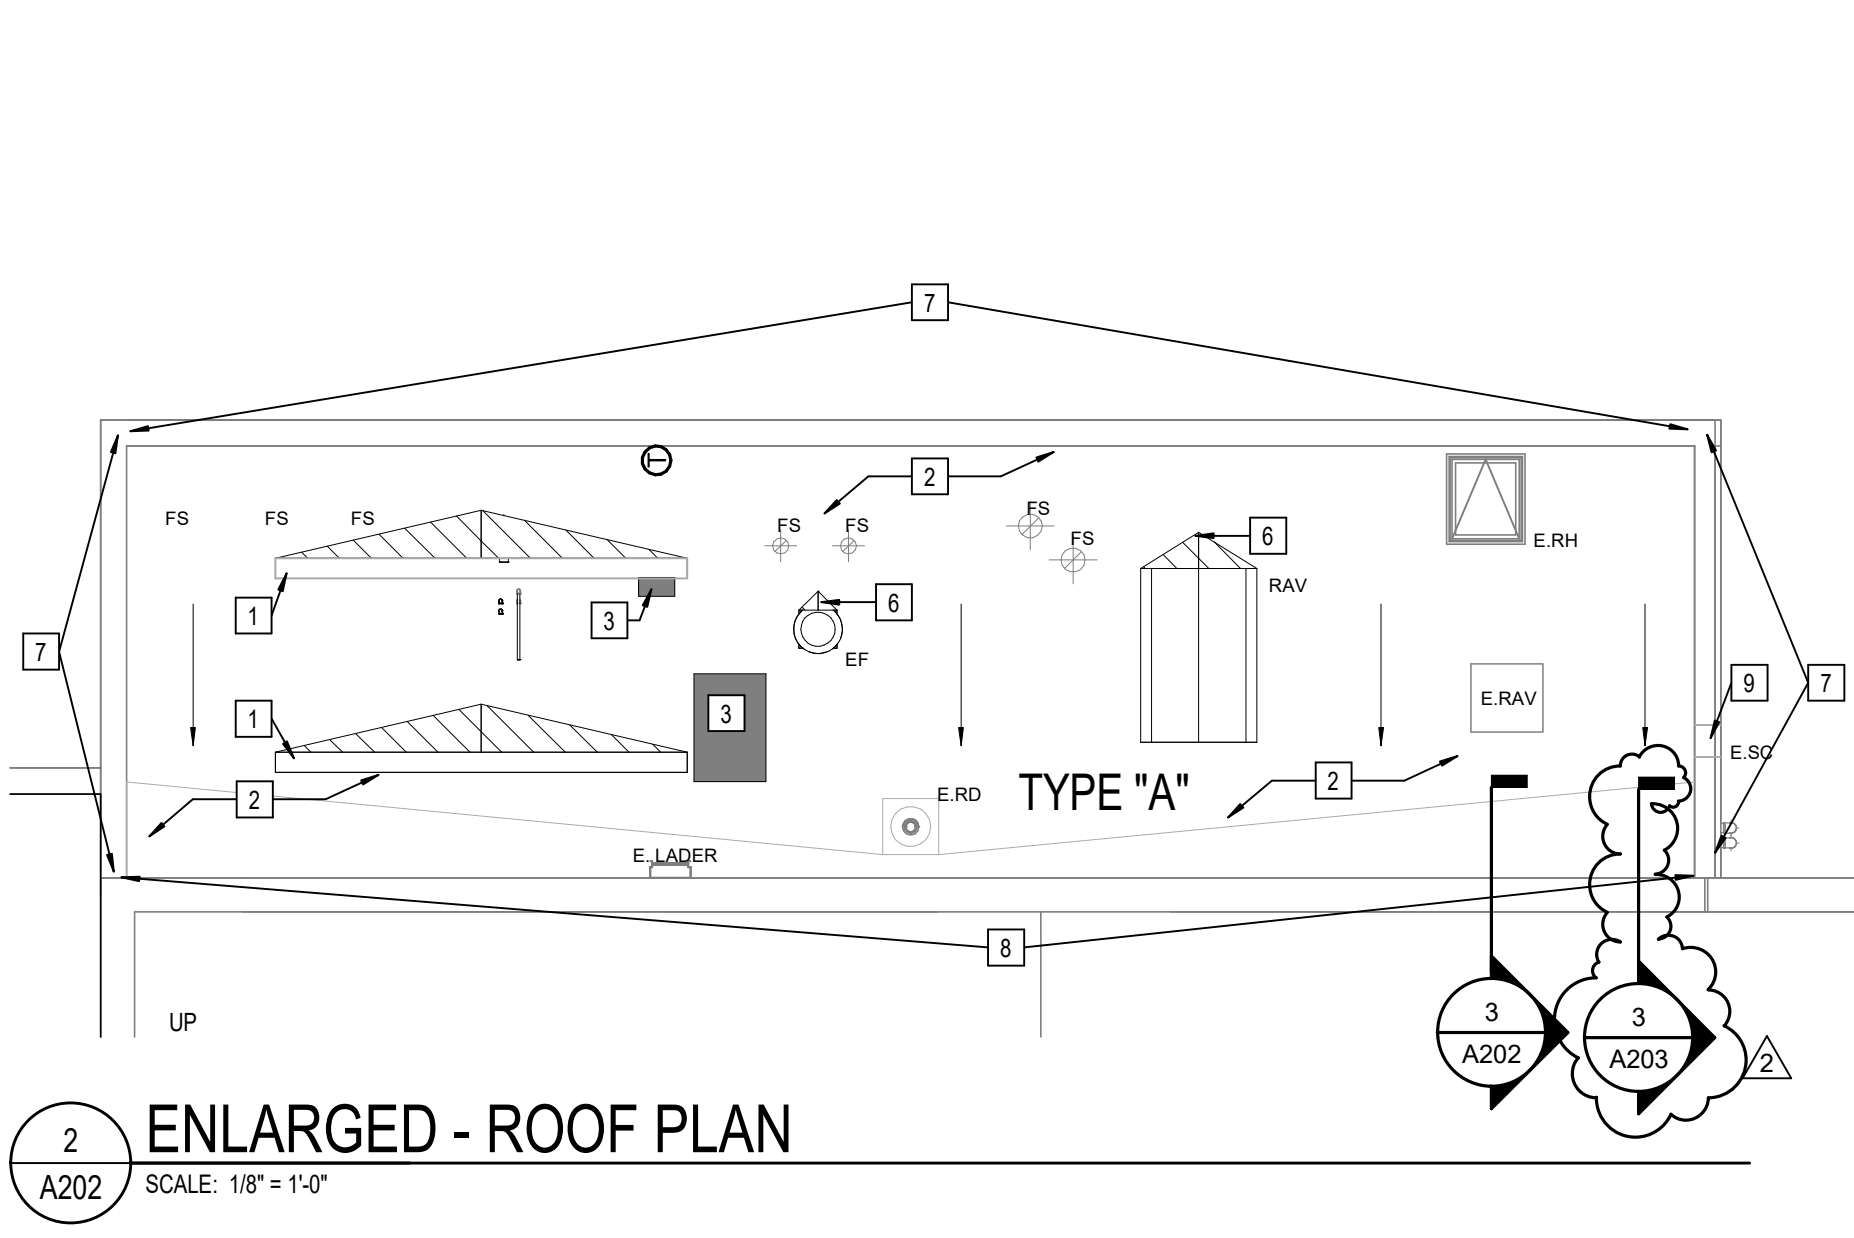 7
2
FS
FS
FS
FS
FS
FS
FS
6
E.RH
RAV
1
3
6
EF
7
1
3
E.RAV
9
7
E.SC
2
E.RD
TYPE "A"
2
E. LADER
8
UP
3
A202
3
A203
2
2
A202
ENLARGED - ROOF PLAN
SCALE: 1/8" = 1'-0"